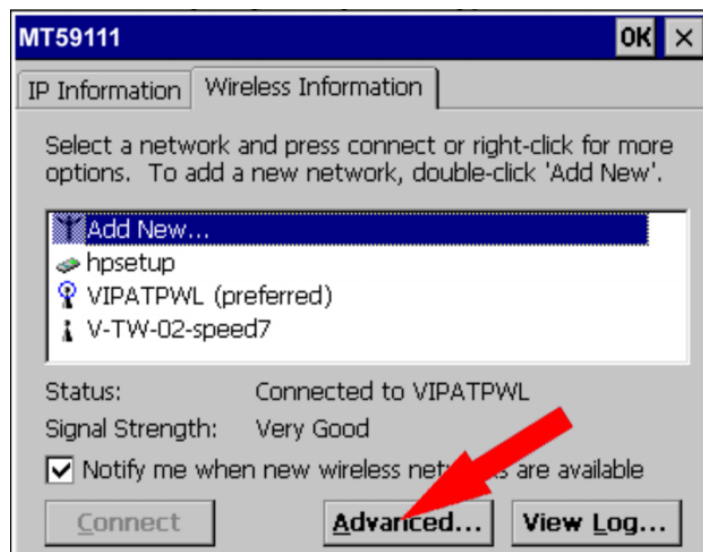 MT59111 OK ×
IP Information Wireless Information
Select a network and press connect or right-click for more
options. To add a new network, double-click 'Add New'.
Add New...
hpsetup
VIPATPWL (preferred)
V-TW-02-speed7
Status: Connected to VIPATPWL
Signal Strength: Very Good
Notify me when new wireless networks are available
Connect Advanced... View Log...